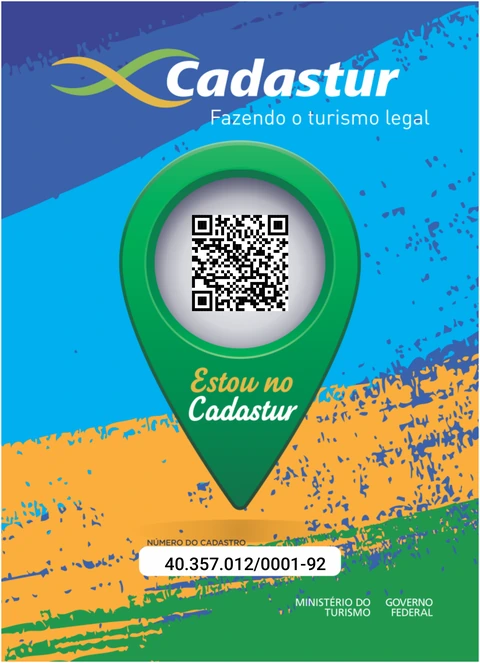 Cadastur
Fazendo o turismo legal
Estou no
Cadastur
NÚMERO DO CADASTRO
40.357.012/0001-92
MINISTÉRIO DO TURISMO
GOVERNO FEDERAL